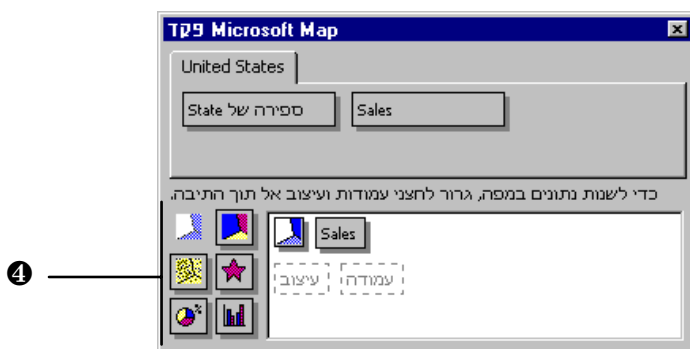 פקד Microsoft Map
United States
ספירה של State
Sales
כדי לשנות נתונים במפה, גרור לחצני עמודות ועיצוב אל תוך התיבה.
Sales
עיצוב עמודה
❹